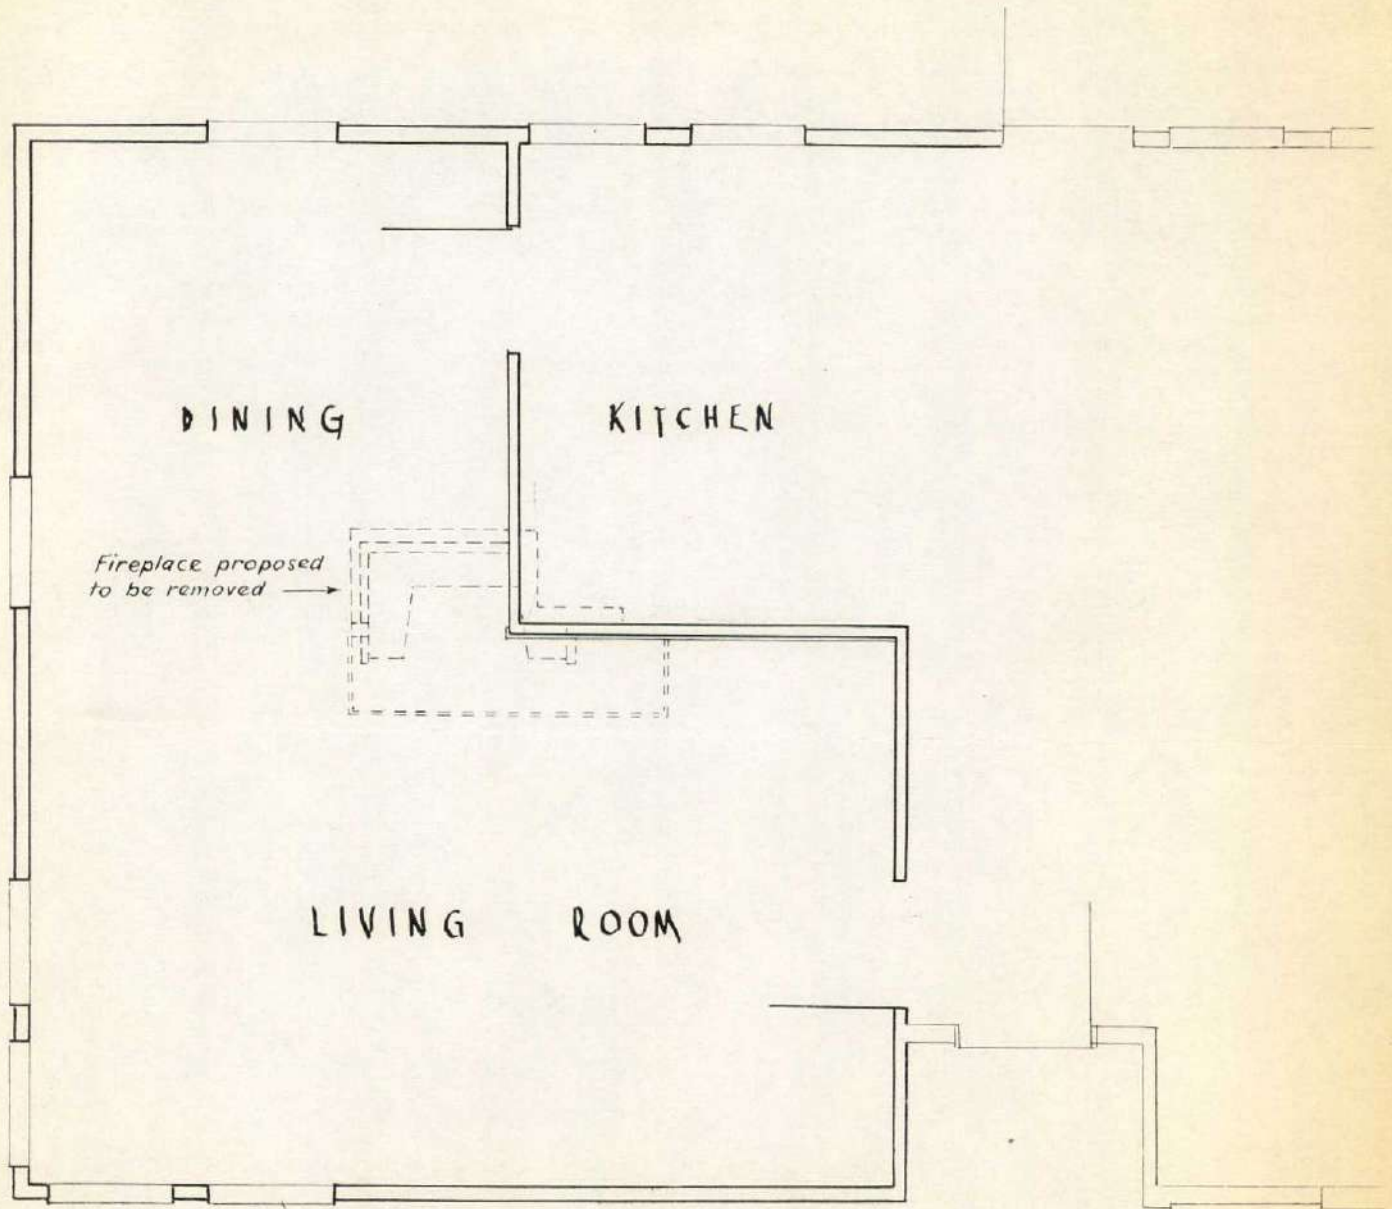 DINING
KITCHEN
Fireplace proposed
to be removed
LIVING ROOM